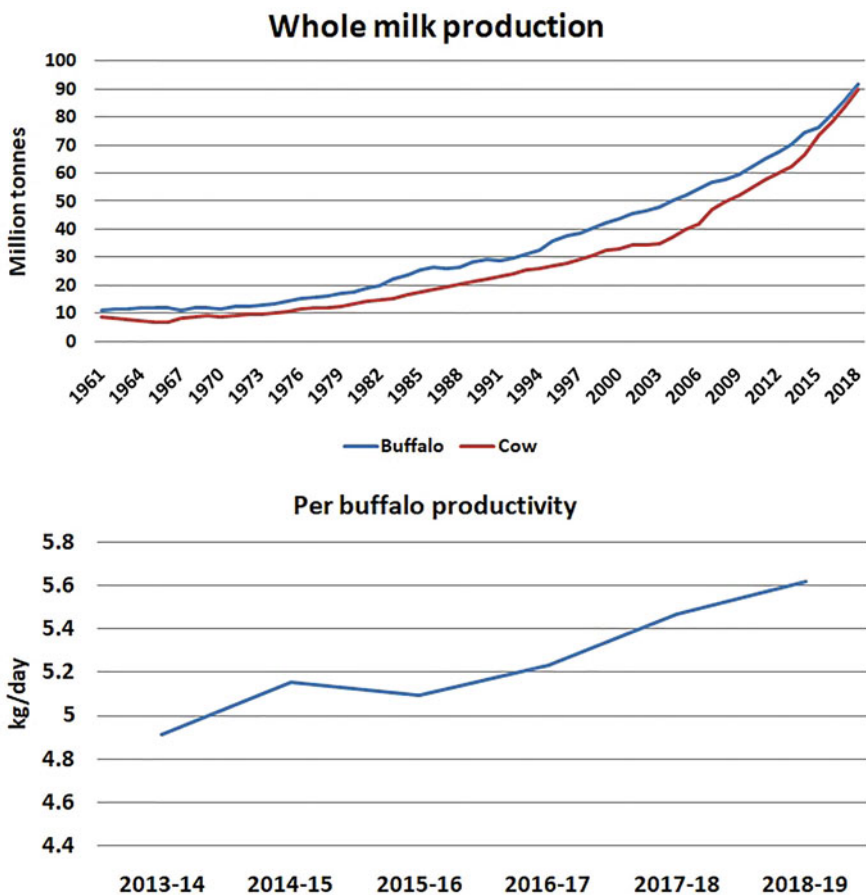 Whole milk production
100
90
80
70
60
50
40
30
20
10
0
Million tonnes
1961 1964 1967 1970 1973 1976 1979 1982 1985 1988 1991 1994 1997 2000 2003 2006 2009 2012 2015 2018
Buffalo Cow
Per buffalo productivity
5.8
5.6
5.4
5.2
5
4.8
4.6
4.4
kg/day
2013-14 2014-15 2015-16 2016-17 2017-18 2018-19